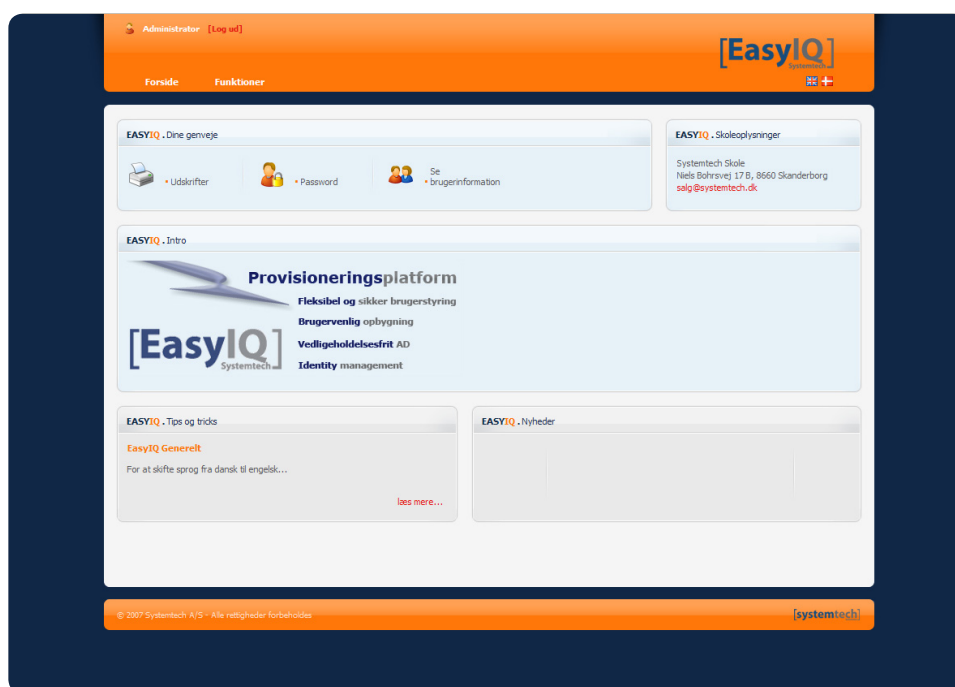 Administrator [Log ud]
[EasyIQ]
Systemtech
Forside Funktioner
EASYIQ . Dine genveje
• Udskrifter
• Password
Se
• brugerinformation
EASYIQ . Skoleoplysninger
Systemtech Skole
Niels Bohrsvej 17 B, 8660 Skanderborg
salg@systemtech.dk
EASYIQ . Intro
Provisioneringsplatform
Fleksibel og sikker brugerstyring
Brugervenlig opbygning
Vedligeholdelsesfrit AD
Identity management
[EasyIQ]
Systemtech
EASYIQ . Tips og tricks
EasyIQ Generelt
For at skifte sprog fra dansk til engelsk...
læs mere...
EASYIQ . Nyheder
© 2007 Systemtech A/S - Alle rettigheder forbeholdes
[systemtech]